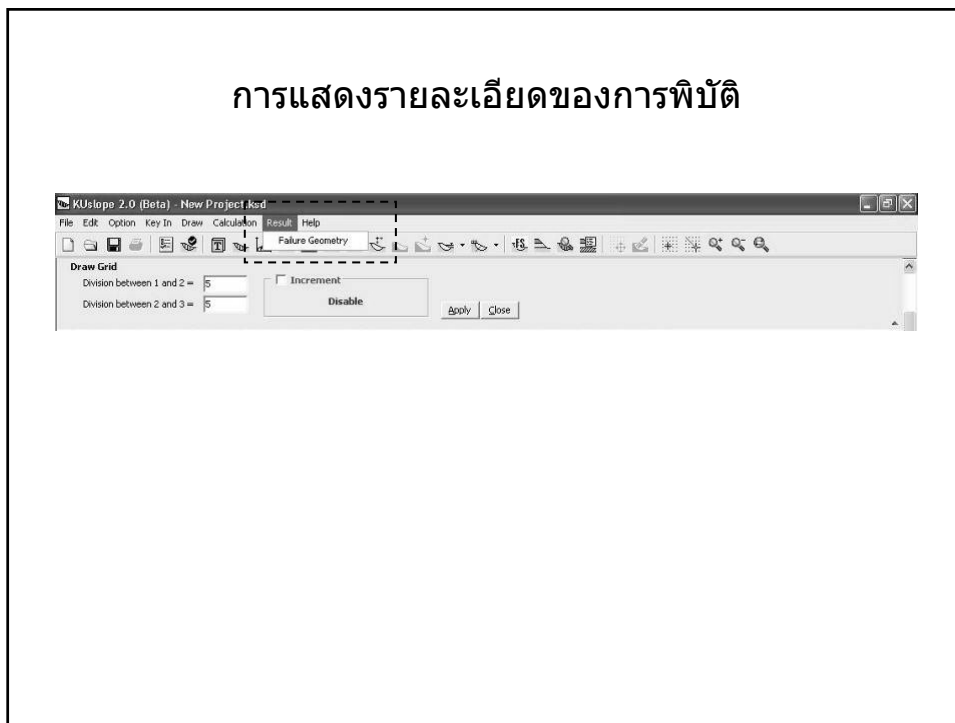 การแสดงรายละเอียดของการพิบัติ
KUslope 2.0 (Beta) - New Project.ksd
File Edit Option Key In Draw Calculation Result Help
Failure Geometry
FS.
Draw Grid
Division between 1 and 2 = 5
Increment
Disable
Division between 2 and 3 = 5
Apply Close